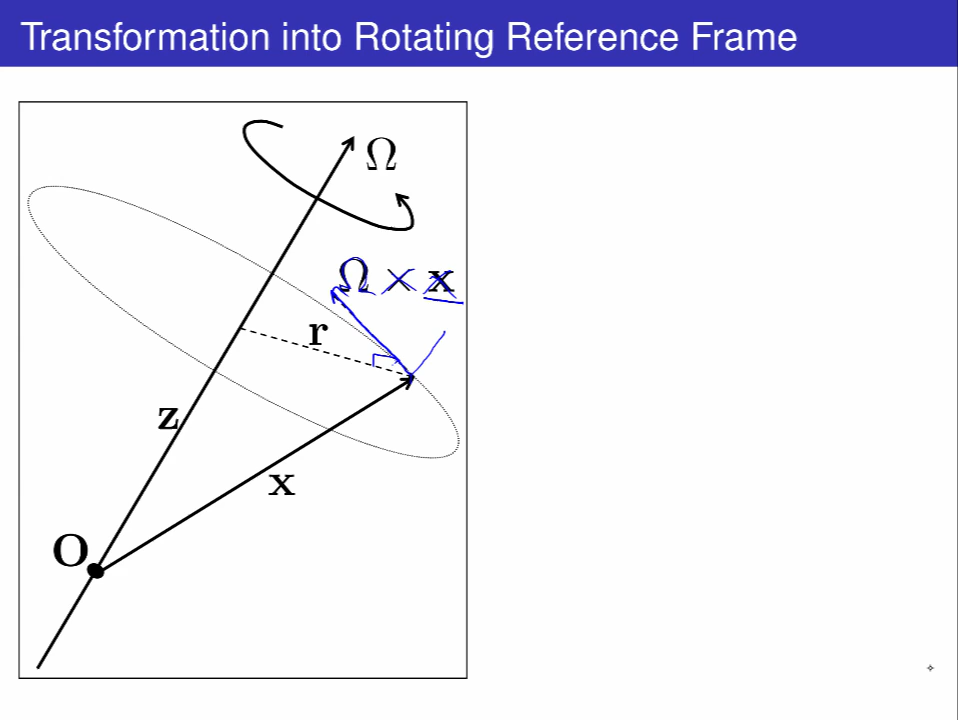 Transformation into Rotating Reference Frame
Ω
Ω × x
r
z
x
O